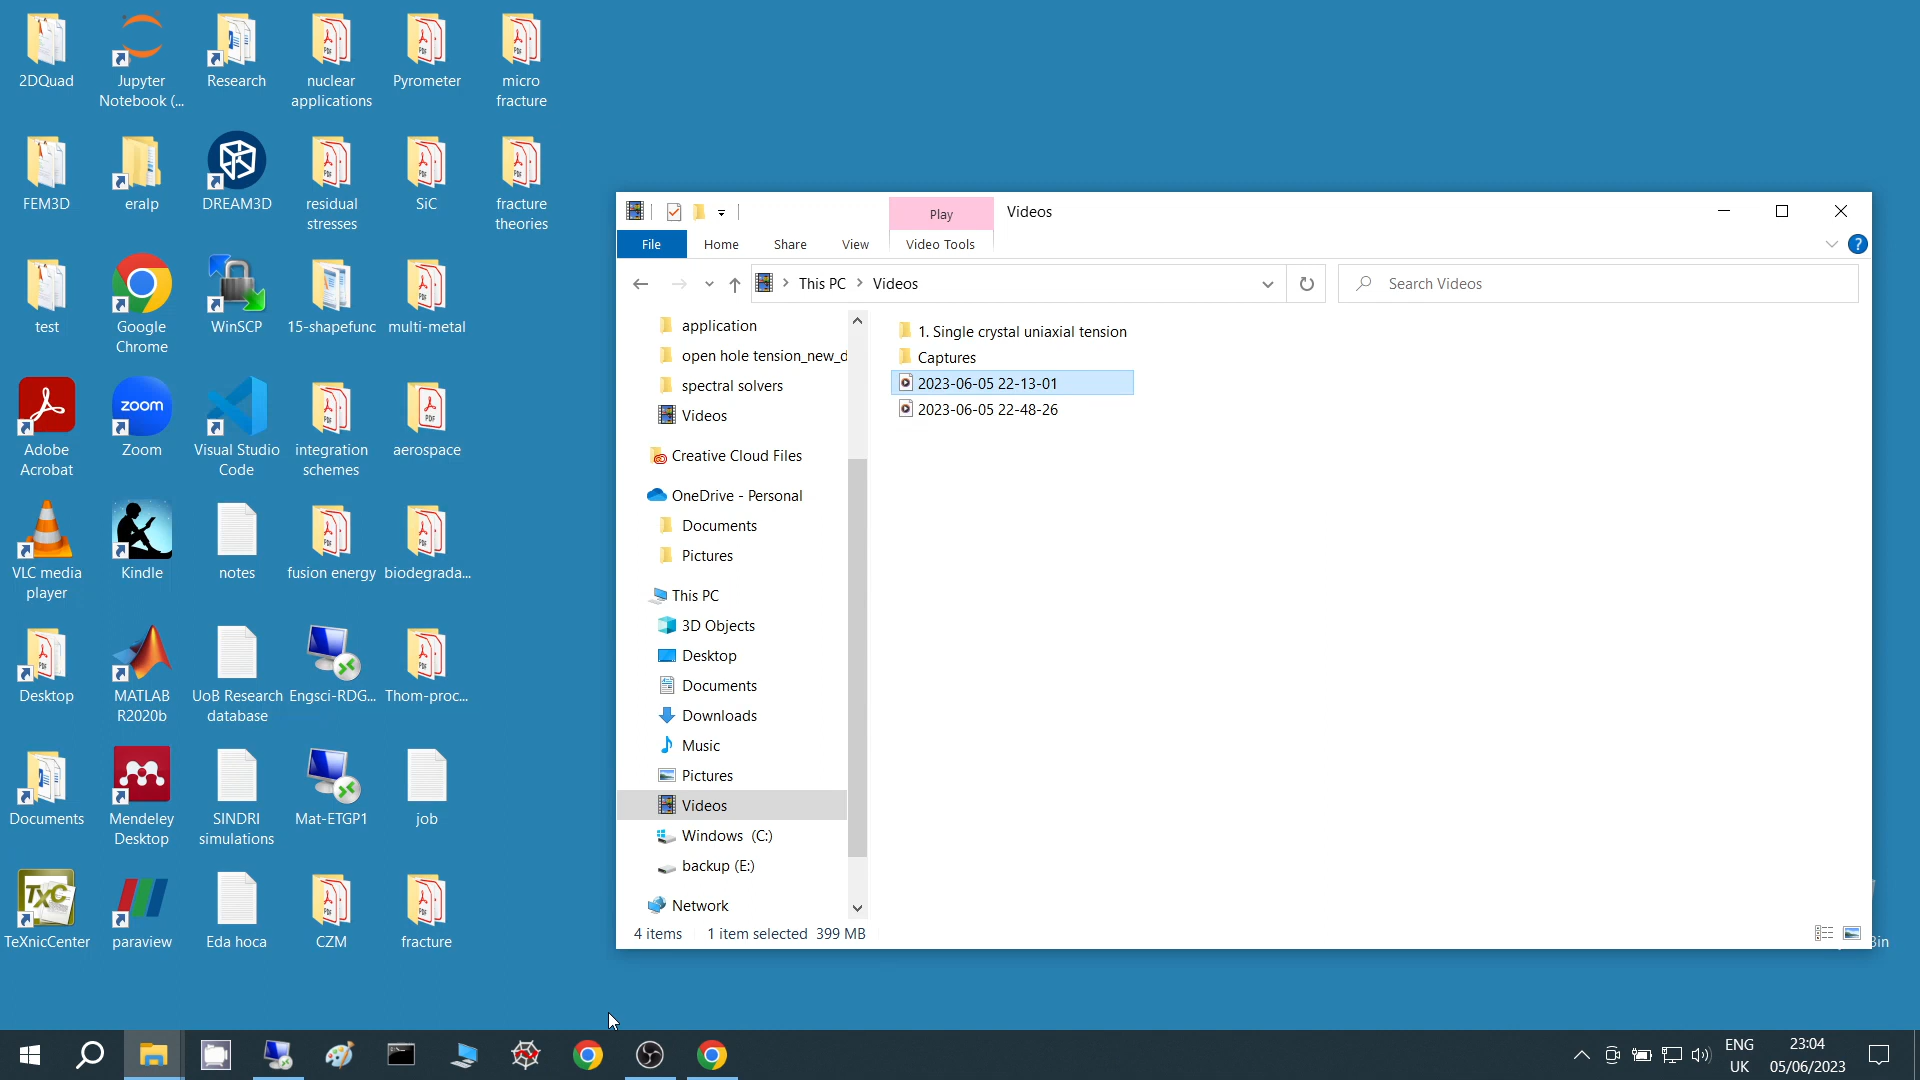 2DQuad
Jupyter
Notebook (...
Research
nuclear
applications
Pyrometer
micro
fracture
FEM3D
eralp
DREAM3D
residual
stresses
SiC
fracture
theories
test
Google
Chrome
WinSCP
15-shapefunc
multi-metal
Adobe
Acrobat
zoom
Zoom
Visual Studio
Code
integration
schemes
aerospace
VLC media
player
Kindle
notes
fusion energy
biodegrada...
Desktop
MATLAB
R2020b
UoB Research
database
Engsci-RDG...
Thom-proc...
Documents
Mendeley
Desktop
SINDRI
simulations
Mat-ETGP1
job
TXC
TeXnicCenter
paraview
Eda hoca
CZM
fracture
Play
Videos
File
Home
Share
View
Video Tools
This PC
Videos
Search Videos
application
open hole tension_new_d
spectral solvers
Videos
Creative Cloud Files
OneDrive - Personal
Documents
Pictures
This PC
3D Objects
Desktop
Documents
Downloads
Music
Pictures
Videos
Windows (C:)
backup (E:)
Network
1. Single crystal uniaxial tension
Captures
2023-06-05 22-13-01
2023-06-05 22-48-26
4 items
1 item selected 399 MB
Bin
ENG
UK
23:04
05/06/2023